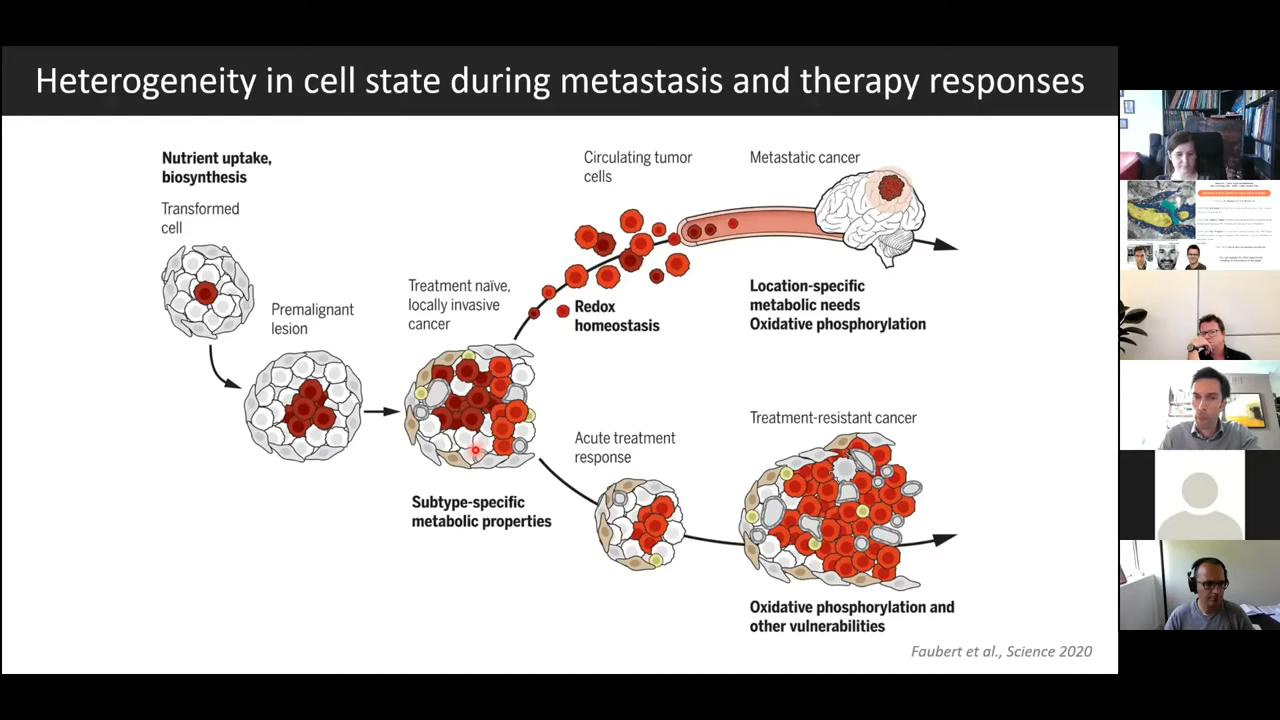 Heterogeneity in cell state during metastasis and therapy responses
Nutrient uptake,
biosynthesis
Transformed
cell
Premalignant
lesion
Treatment naïve,
locally invasive
cancer
Subtype-specific
metabolic properties
Circulating tumor
cells
Redox
homeostasis
Metastatic cancer
Location-specific
metabolic needs
Oxidative phosphorylation
Acute treatment
response
Treatment-resistant cancer
Oxidative phosphorylation and
other vulnerabilities
Faubert et al., Science 2020